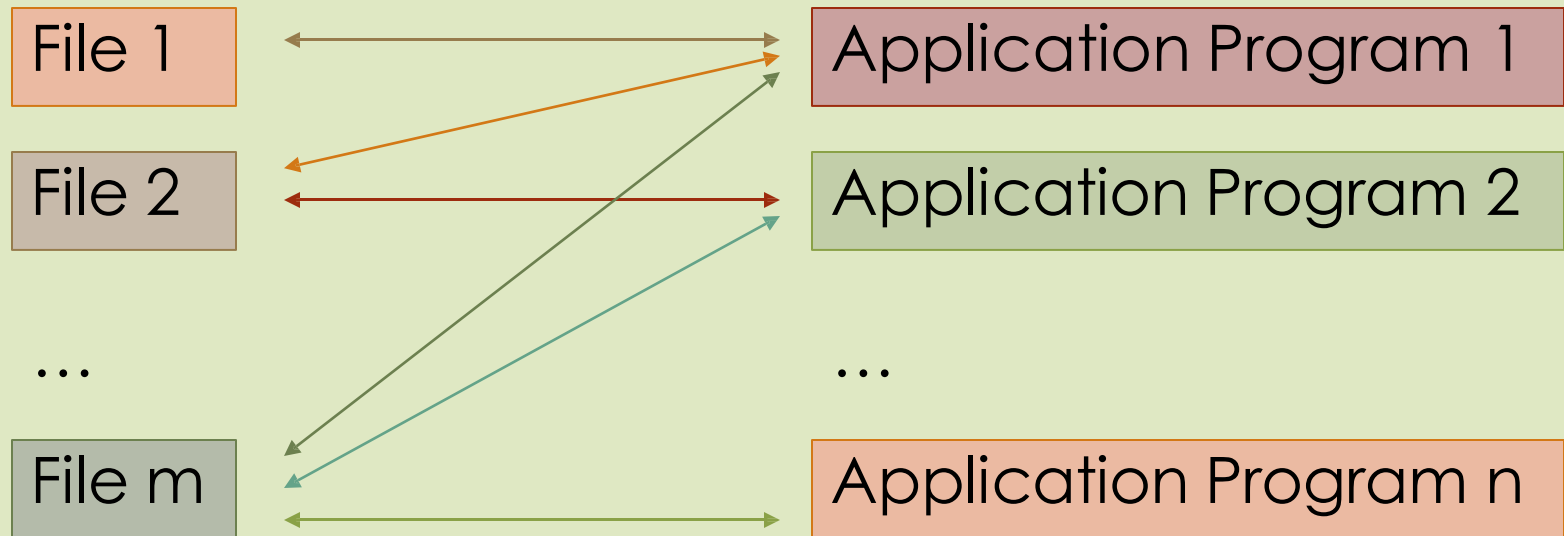 File 1
Application Program 1
File 2
Application Program 2
...
...
File m
Application Program n